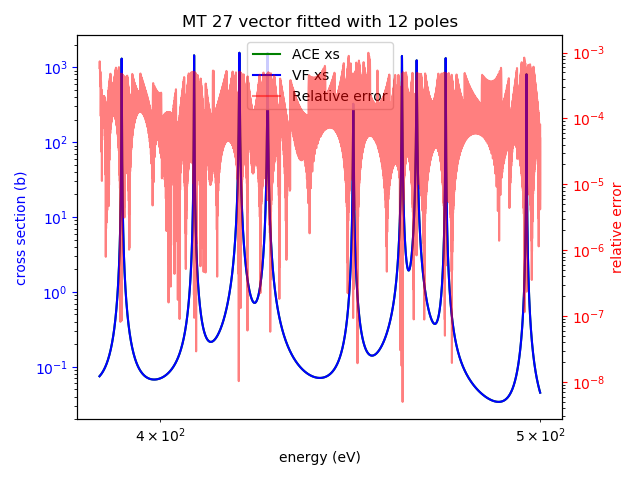 MT 27 vector fitted with 12 poles
ACE xs
VF xs
Relative error
cross section (b)
10³
10²
10¹
10⁰
10⁻¹
10⁻³
10⁻⁴
10⁻⁵
10⁻⁶
10⁻⁷
10⁻⁸
relative error
4 × 10²
5 × 10²
energy (eV)